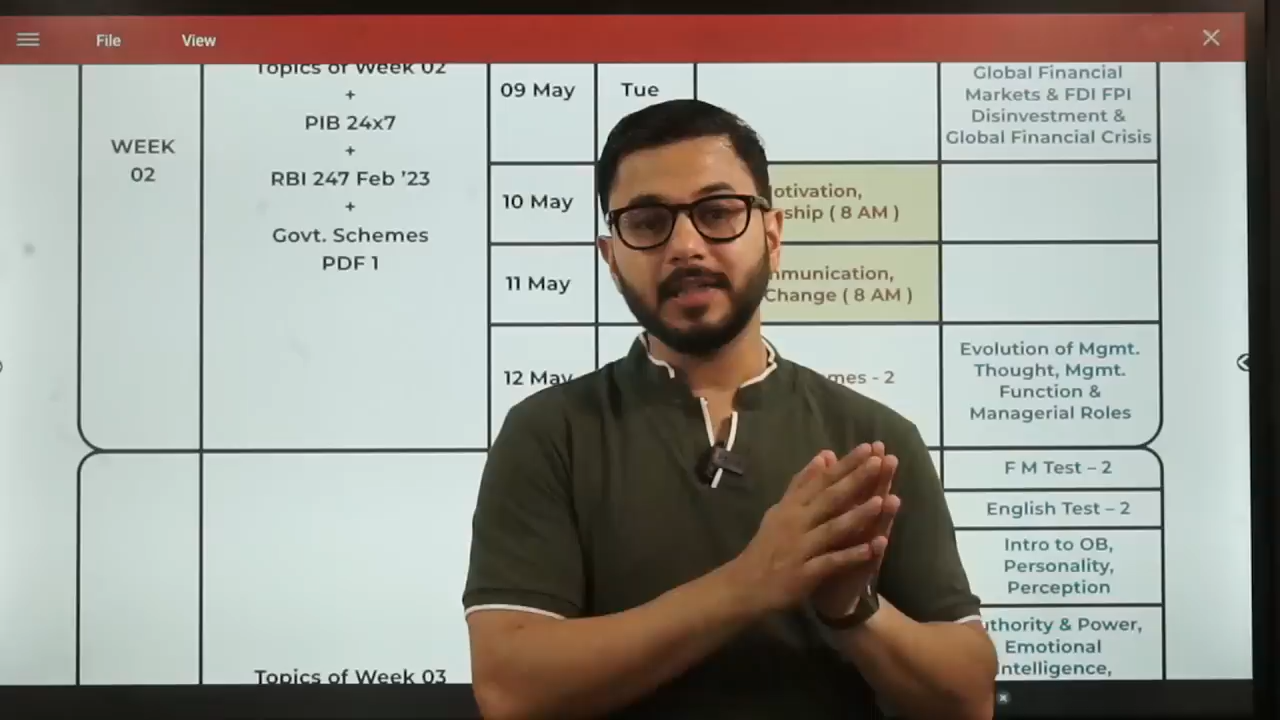 File
View
Topics of Week 02
+
PIB 24x7
+
RBI 247 Feb '23
+
Govt. Schemes
PDF 1
WEEK
02
09 May
Tue
Global Financial
Markets & FDI FPI
Disinvestment &
Global Financial Crisis
10 May
otivation,
ship ( 8 AM )
11 May
munication,
Change ( 8 AM )
12 May
mes - 2
Evolution of Mgmt.
Thought, Mgmt.
Function &
Managerial Roles
Topics of Week 03
F M Test – 2
English Test – 2
Intro to OB,
Personality,
Perception
uthority & Power,
Emotional
Intelligence,